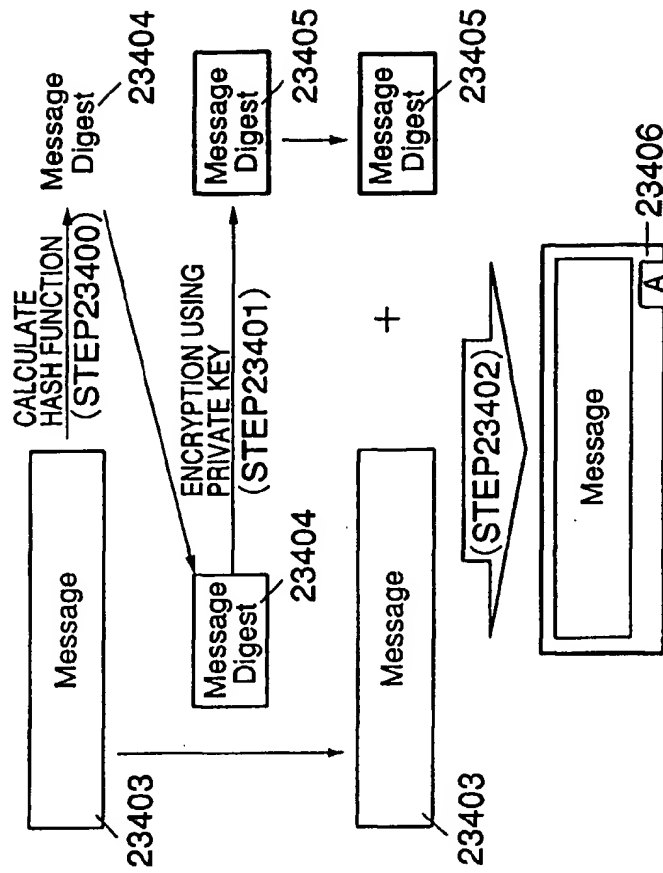 Message
23403
CALCULATE
HASH FUNCTION
(STEP23400)
Message
Digest
23404
Message
Digest
23404
ENCRYPTION USING
PRIVATE KEY
(STEP23401)
Message
Digest
23405
Message
23403
+
Message
Digest
23405
(STEP23402)
Message
A
23406